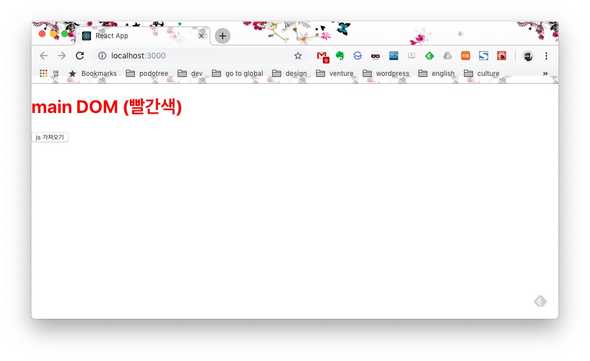 React App
localhost:3000
앱 Bookmarks podotree dev go to global design venture wordpress english culture »
main DOM (빨간색)
js 가져오기